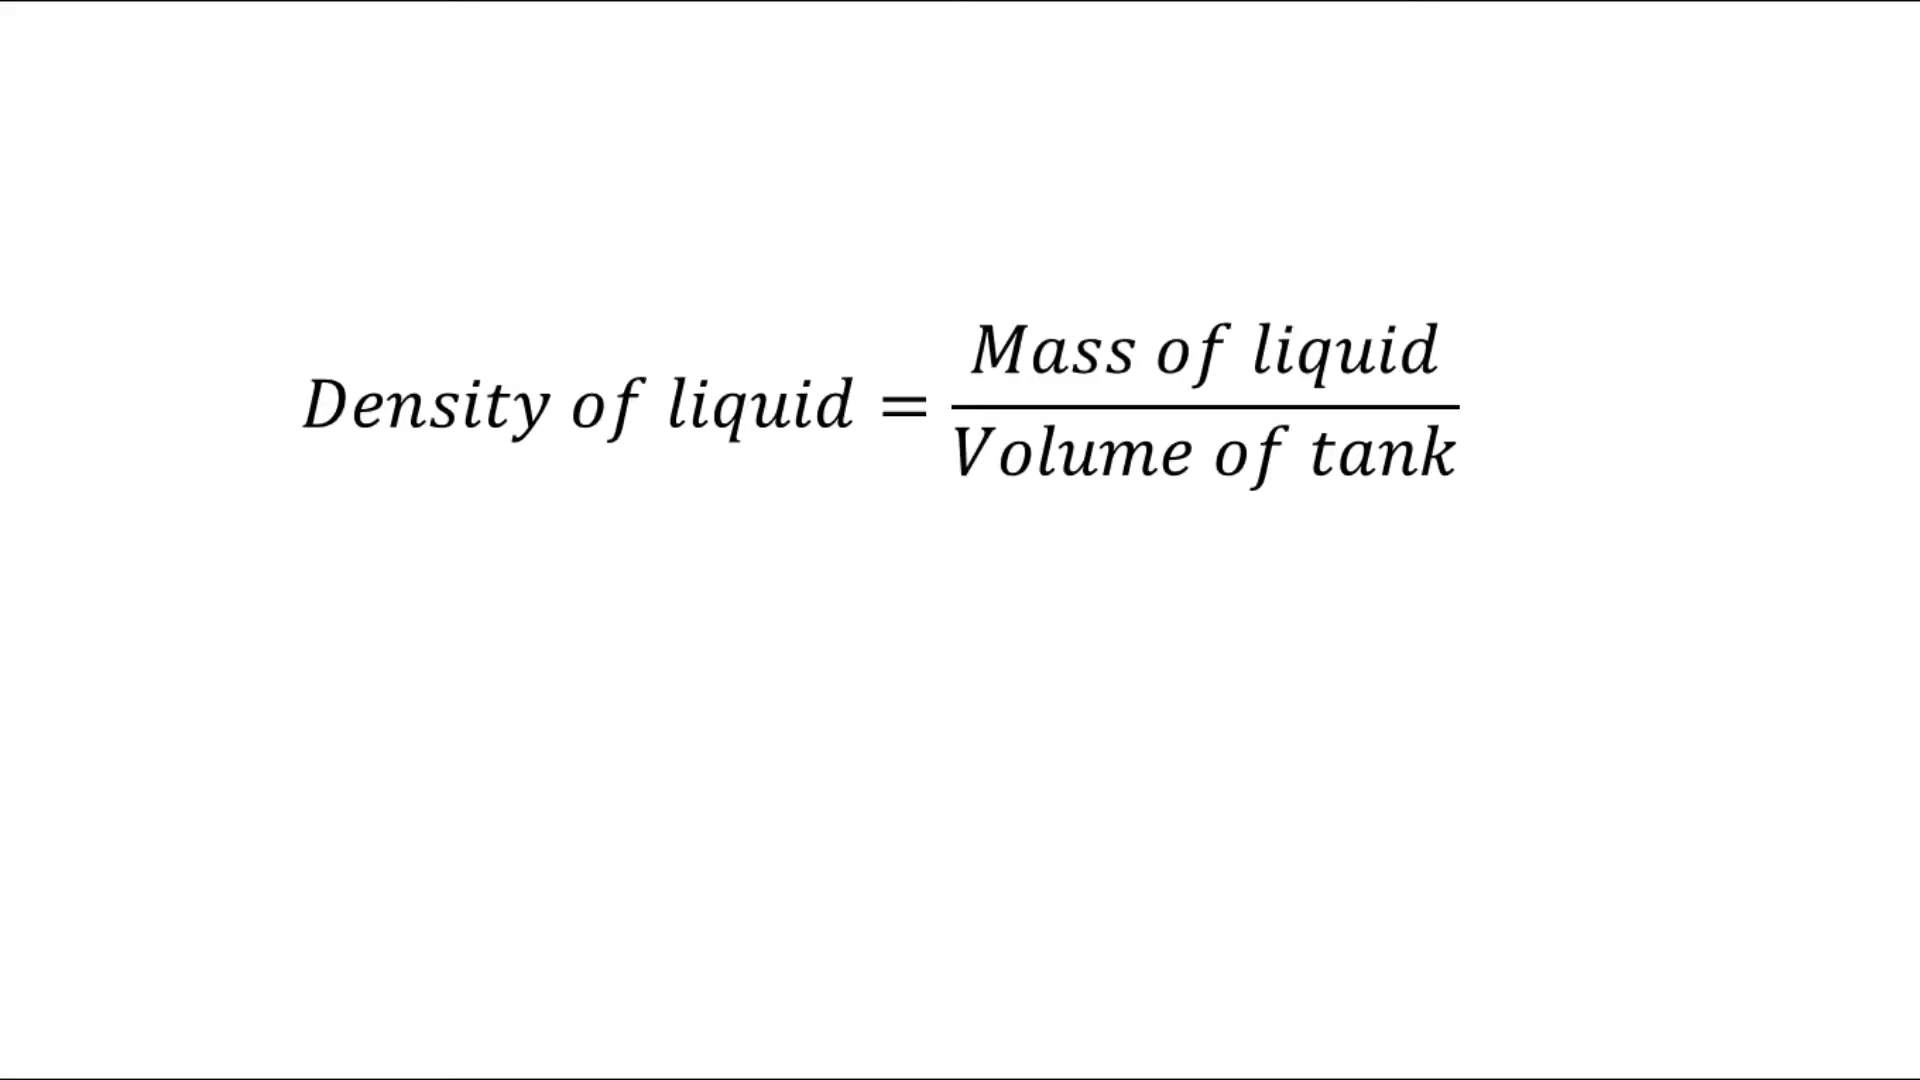 Density of liquid = Mass of liquid / Volume of tank